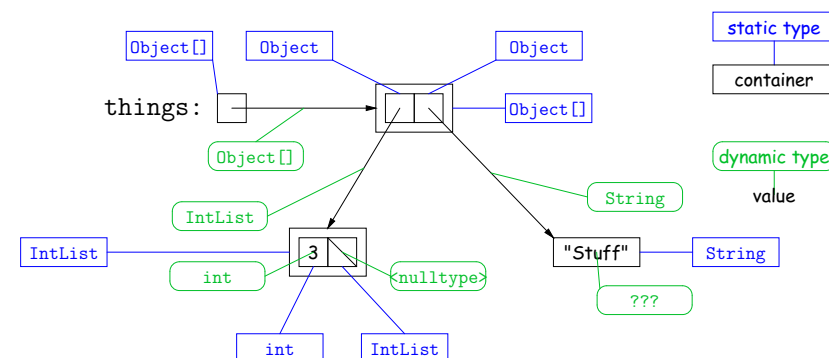 static type
Object[]
Object
Object
container
things:
Object[]
Object[]
dynamic type
value
String
IntList
IntList
3
"Stuff"
String
int
<nulltype>
???
int
IntList